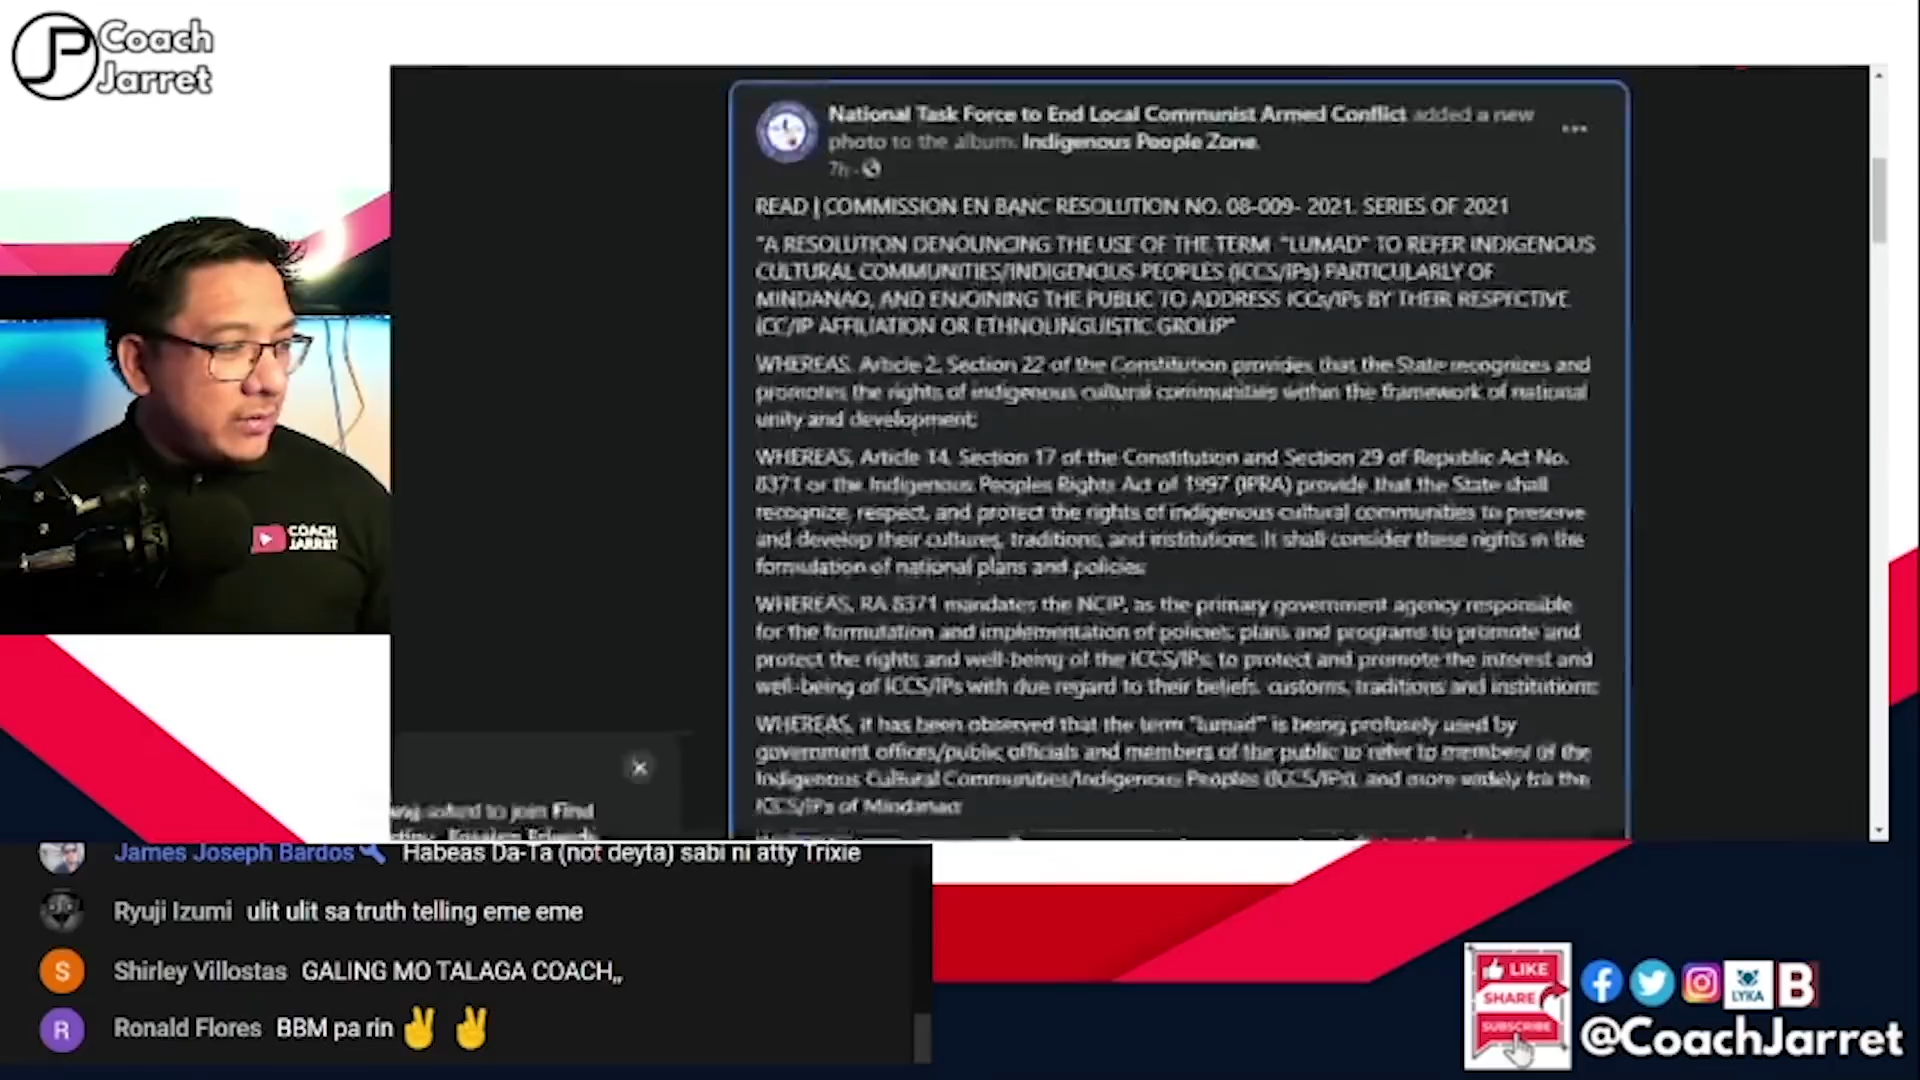 Coach
Jarret
National Task Force to End Local Communist Armed Conflict added a new
photo to the album: Indigenous People Zone.
7h ·
READ | COMMISSION EN BANC RESOLUTION NO. 08-009- 2021. SERIES OF 2021
"A RESOLUTION DENOUNCING THE USE OF THE TERM "LUMAD" TO REFER INDIGENOUS
CULTURAL COMMUNITIES/INDIGENOUS PEOPLES (ICCS/IPs) PARTICULARLY OF
MINDANAO, AND ENJOINING THE PUBLIC TO ADDRESS ICCs/IPs BY THEIR RESPECTIVE
ICC/IP AFFILIATION OR ETHNOLINGUISTIC GROUP"
WHEREAS, Article 2, Section 22 of the Constitution provides that the State recognizes and
promotes the rights of indigenous cultural communities within the framework of national
unity and development;
WHEREAS, Article 14, Section 17 of the Constitution and Section 29 of Republic Act No.
8371 or the Indigenous Peoples Rights Act of 1997 (IPRA) provide that the State shall
recognize, respect, and protect the rights of indigenous cultural communities to preserve
and develop their cultures, traditions, and institutions. It shall consider these rights in the
formulation of national plans and policies;
WHEREAS, RA 8371 mandates the NCIP, as the primary government agency responsible
for the formulation and implementation of policies, plans and programs to promote and
protect the rights and well-being of the ICCS/IPs, to protect and promote the interest and
well-being of ICCS/IPs with due regard to their beliefs, customs, traditions and institutions;
WHEREAS, it has been observed that the term "lumad" is being profusely used by
government offices/public officials and members of the public to refer to members of the
Indigenous Cultural Communities/Indigenous Peoples (ICCS/IPs), and more widely for the
ICCS/IPs of Mindanao;
COACH
JARRET
asked to join Find
James Joseph Bardos Habeas Da-Ta (not deyta) sabi ni atty Trixie
Ryuji Izumi ulit ulit sa truth telling eme eme
S Shirley Villostas GALING MO TALAGA COACH,,
R Ronald Flores BBM pa rin ✌ ✌
LIKE
SHARE
SUBSCRIBE
LYKA
B
@CoachJarret